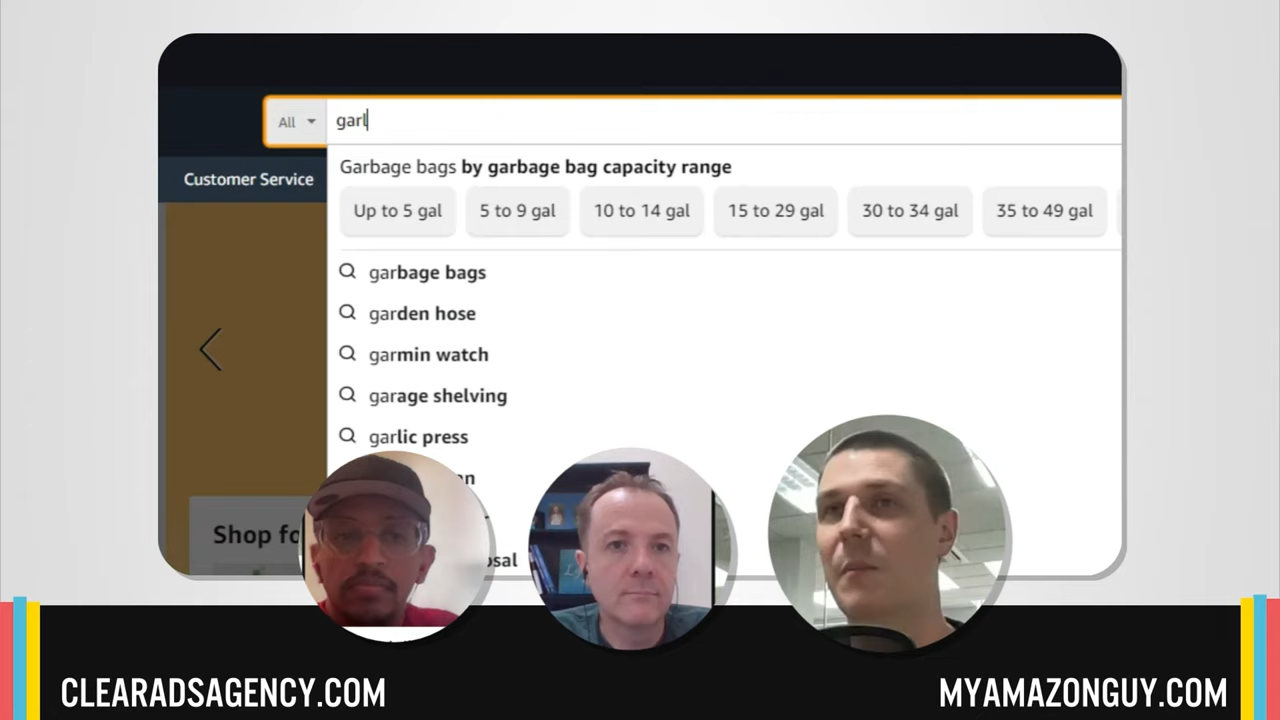 All
garl
Garbage bags by garbage bag capacity range
Up to 5 gal
5 to 9 gal
10 to 14 gal
15 to 29 gal
30 to 34 gal
35 to 49 gal
Customer Service
garbage bags
garden hose
garmin watch
garage shelving
garlic press
Shop
CLEARADSAGENCY.COM
MYAMAZONGUY.COM